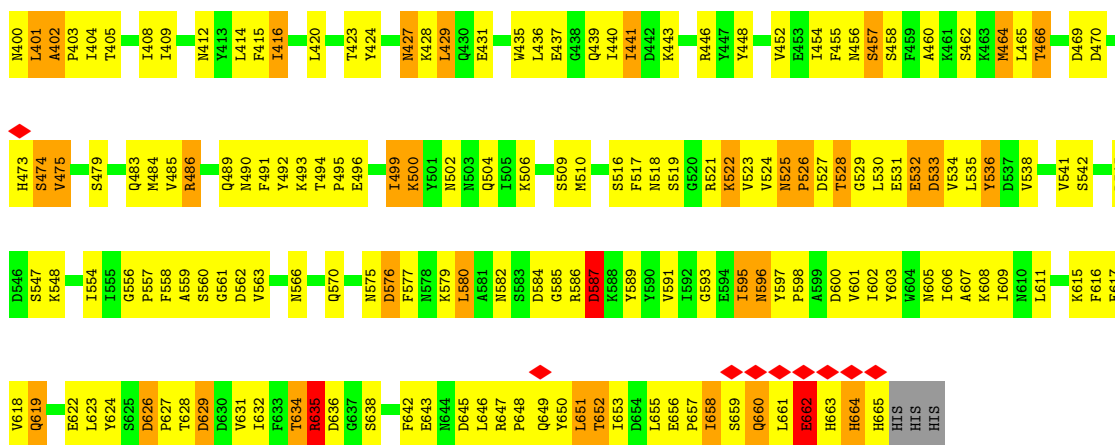 N400 L401 A402 P403 I404 T405 I408 I409 N412 Y413 L414 F415 I416 L420 T423 Y424 N427 K428 L429 Q430 E431 W435 L436 E437 G438 Q439 I440 I441 D442 K443 R446 Y447 Y448 V452 E453 I454 F455 N456 S457 S458 F459 A460 K461 S462 K463 M464 L465 T466 D469 D470
H473 S474 V475 S479 Q483 M484 V485 R486 Q489 N490 F491 Y492 K493 T494 P495 E496 I499 K500 Y501 N502 N503 Q504 I505 K506 S509 M510 S516 F517 N518 S519 G520 R521 K522 V523 V524 N525 P526 D527 T528 G529 L530 E531 E532 D533 V534 L535 Y536 D537 V538 V541 S542
D546 S547 K548 I554 I555 G556 P557 F558 A559 S560 G561 D562 V563 N566 Q570 N575 D576 F577 N578 K579 L580 A581 N582 S583 D584 G585 R586 D587 K588 Y589 Y590 V591 I592 G593 E594 I595 N596 Y597 P598 A599 D600 V601 I602 Y603 W604 N605 I606 A607 K608 I609 N610 L611 K615 F616
V618 Q619 E622 L623 Y624 S625 D626 P627 T628 D629 D630 V631 I632 F633 T634 R635 D636 G637 S638 F642 E643 N644 D645 L646 R647 P648 Q649 Y650 L651 T652 I653 D654 L655 E656 P657 I658 S659 Q660 L661 E662 H663 H664 H665 HIS HIS HIS